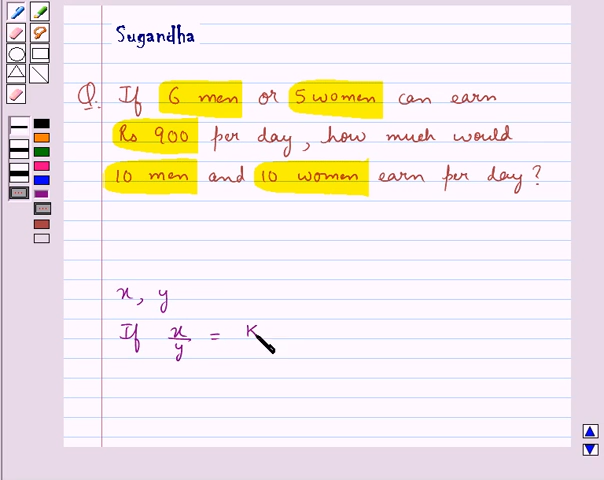 Sugandha
Q. If 6 men or 5 women can earn
Rs 900 per day, how much would
10 men and 10 women earn per day?
x, y
If x/y = K